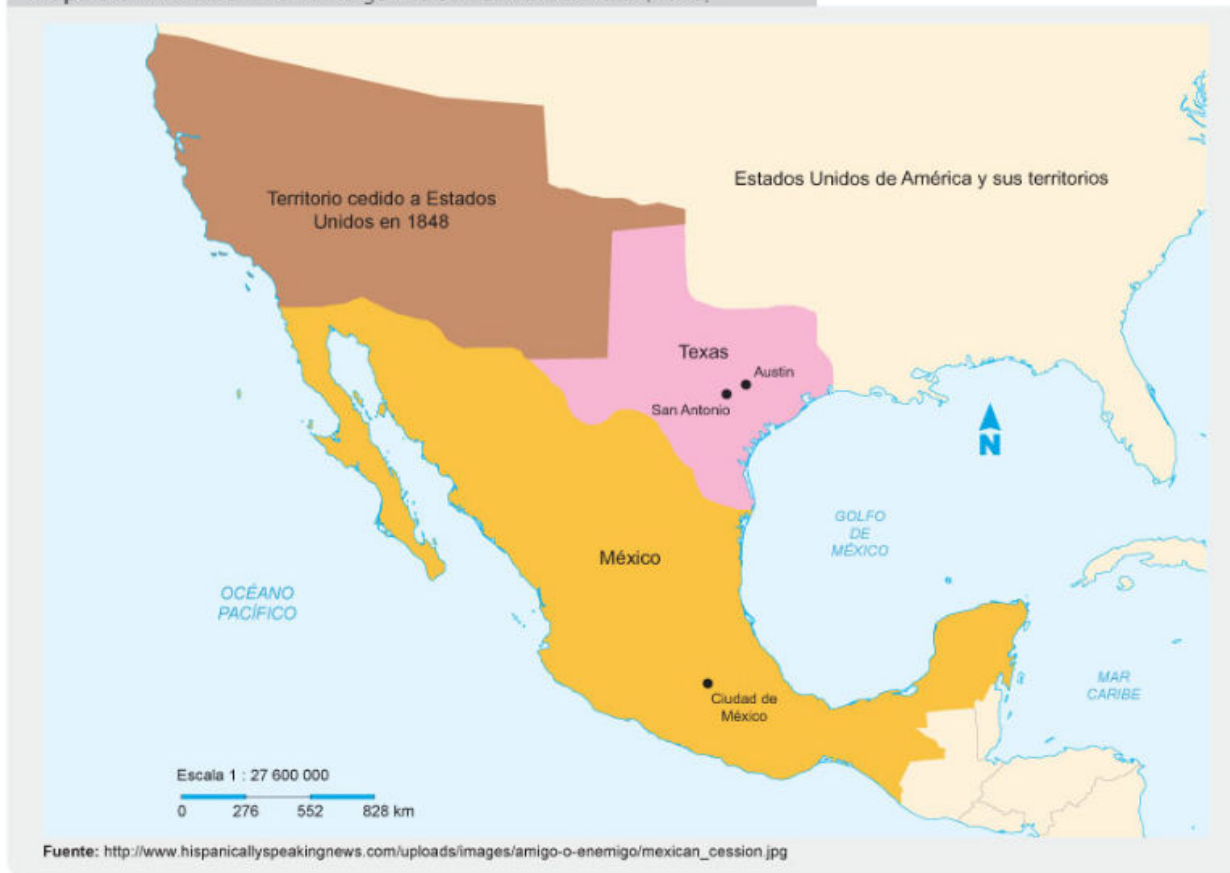 Territorio cedido a Estados
Unidos en 1848
Estados Unidos de América y sus territorios
Texas
Austin
San Antonio
N
GOLFO
DE
MÉXICO
México
OCÉANO
PACÍFICO
Ciudad de
México
MAR
CARIBE
Escala 1 : 27 600 000
0 276 552 828 km
Fuente: http://www.hispanicallyspeakingnews.com/uploads/images/amigo-o-enemigo/mexican_cession.jpg